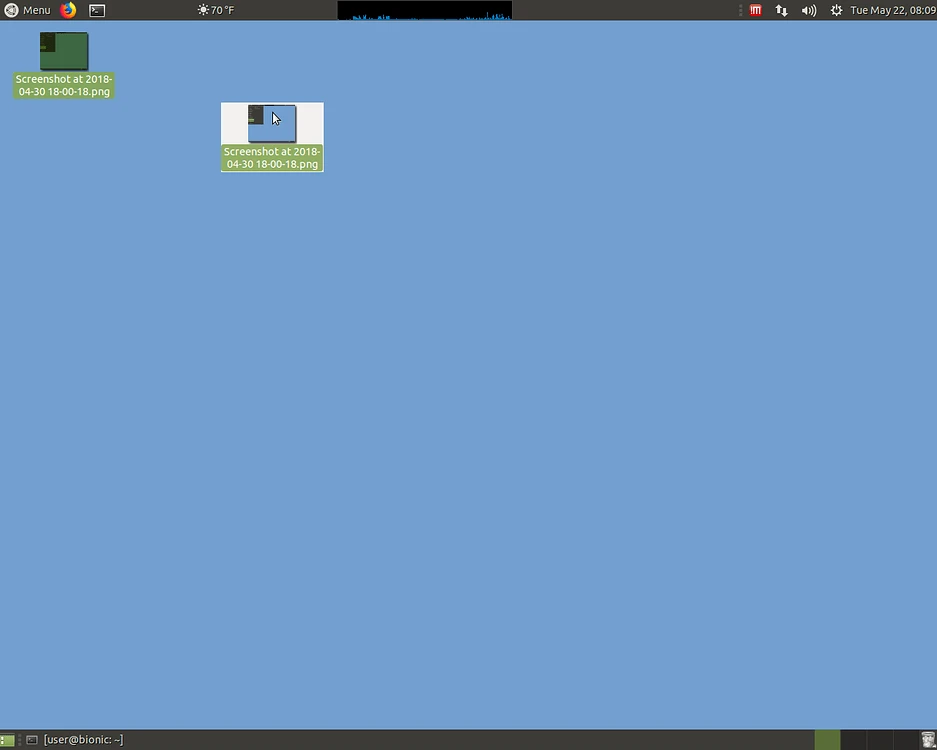 Menu
70 °F
Tue May 22, 08:09
Screenshot at 2018-
04-30 18-00-18.png
Screenshot at 2018-
04-30 18-00-18.png
[user@bionic: ~]